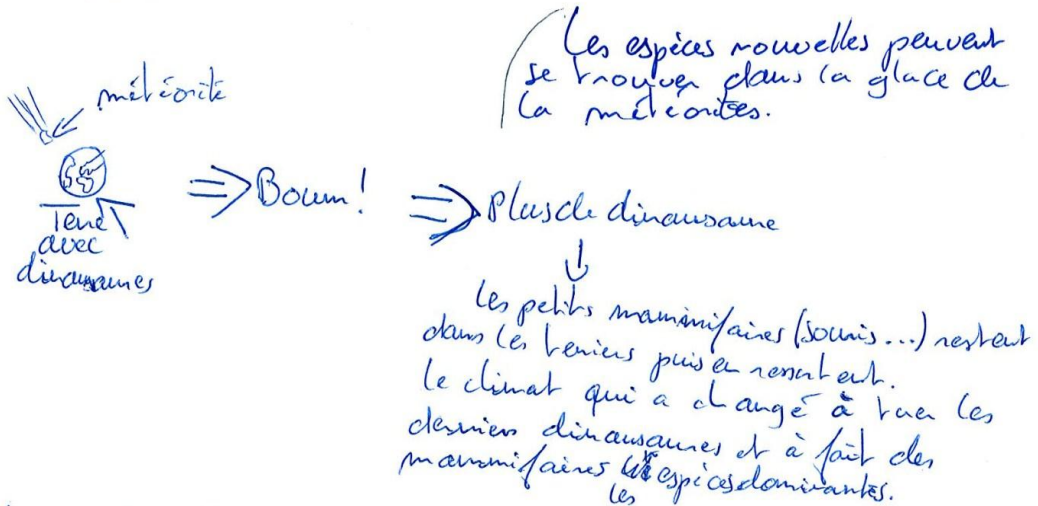 Les espèces nouvelles peuvent
se trouver dans la glace de
la météorites.
météorite
Terre
avec
dinausaures
=> Boum !
=> Plus de dinausaure
les petits mammifaires (souris...) restent
dans les terriers puis en ressortent.
le climat qui a changé à tuer les
derniers dinausaures et à fait des
mammifaires espèces dominantes.
les